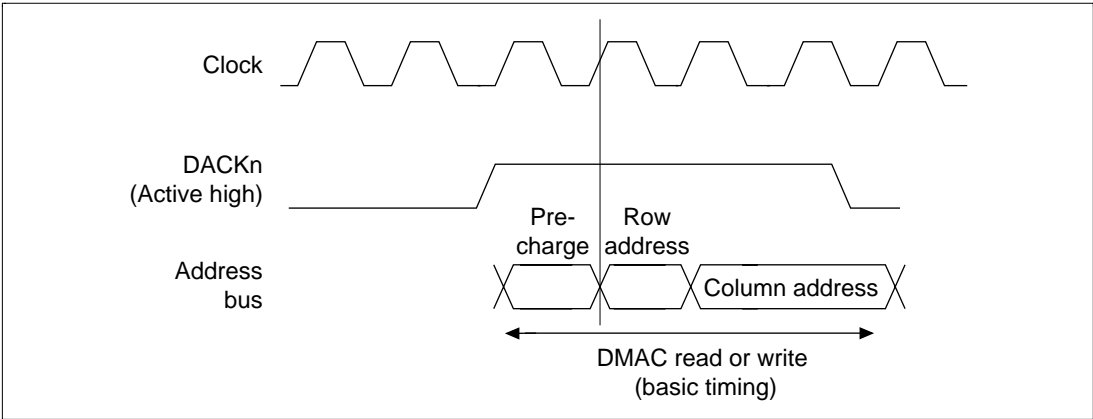 Clock
DACKn
(Active high)
Pre-
charge
Row
address
Address
bus
Column address
DMAC read or write
(basic timing)